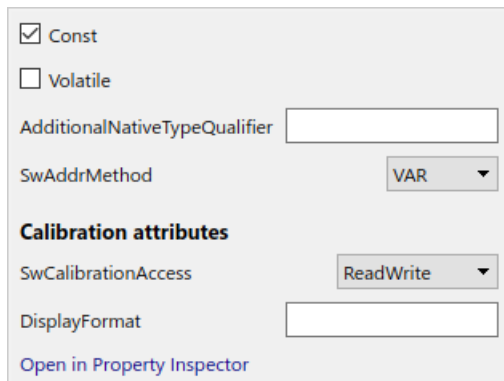 Const
Volatile
AdditionalNativeTypeQualifier
SwAddrMethod VAR
Calibration attributes
SwCalibrationAccess ReadWrite
DisplayFormat
Open in Property Inspector